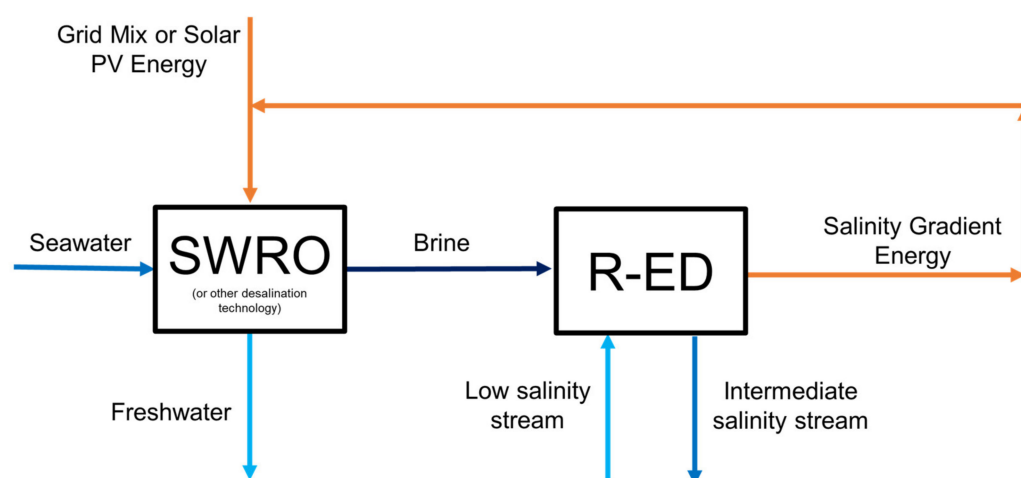 Grid Mix or Solar
PV Energy
Seawater
SWRO
(or other desalination
technology)
Brine
R-ED
Salinity Gradient
Energy
Freshwater
Low salinity
stream
Intermediate
salinity stream